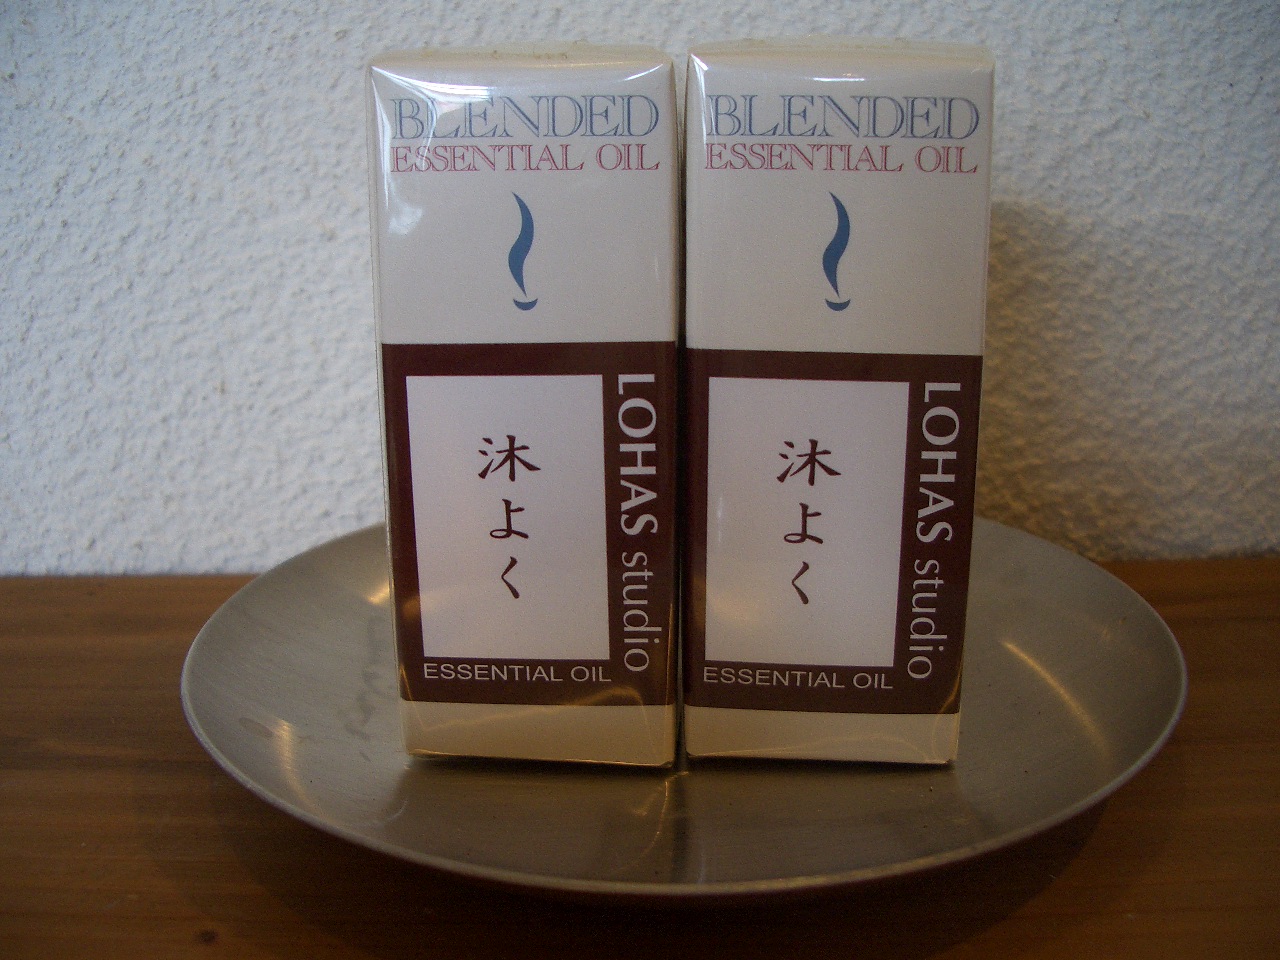 BLENDED
ESSENTIAL OIL
沐よく
LOHAS studio
ESSENTIAL OIL
BLENDED
ESSENTIAL OIL
沐よく
LOHAS studio
ESSENTIAL OIL